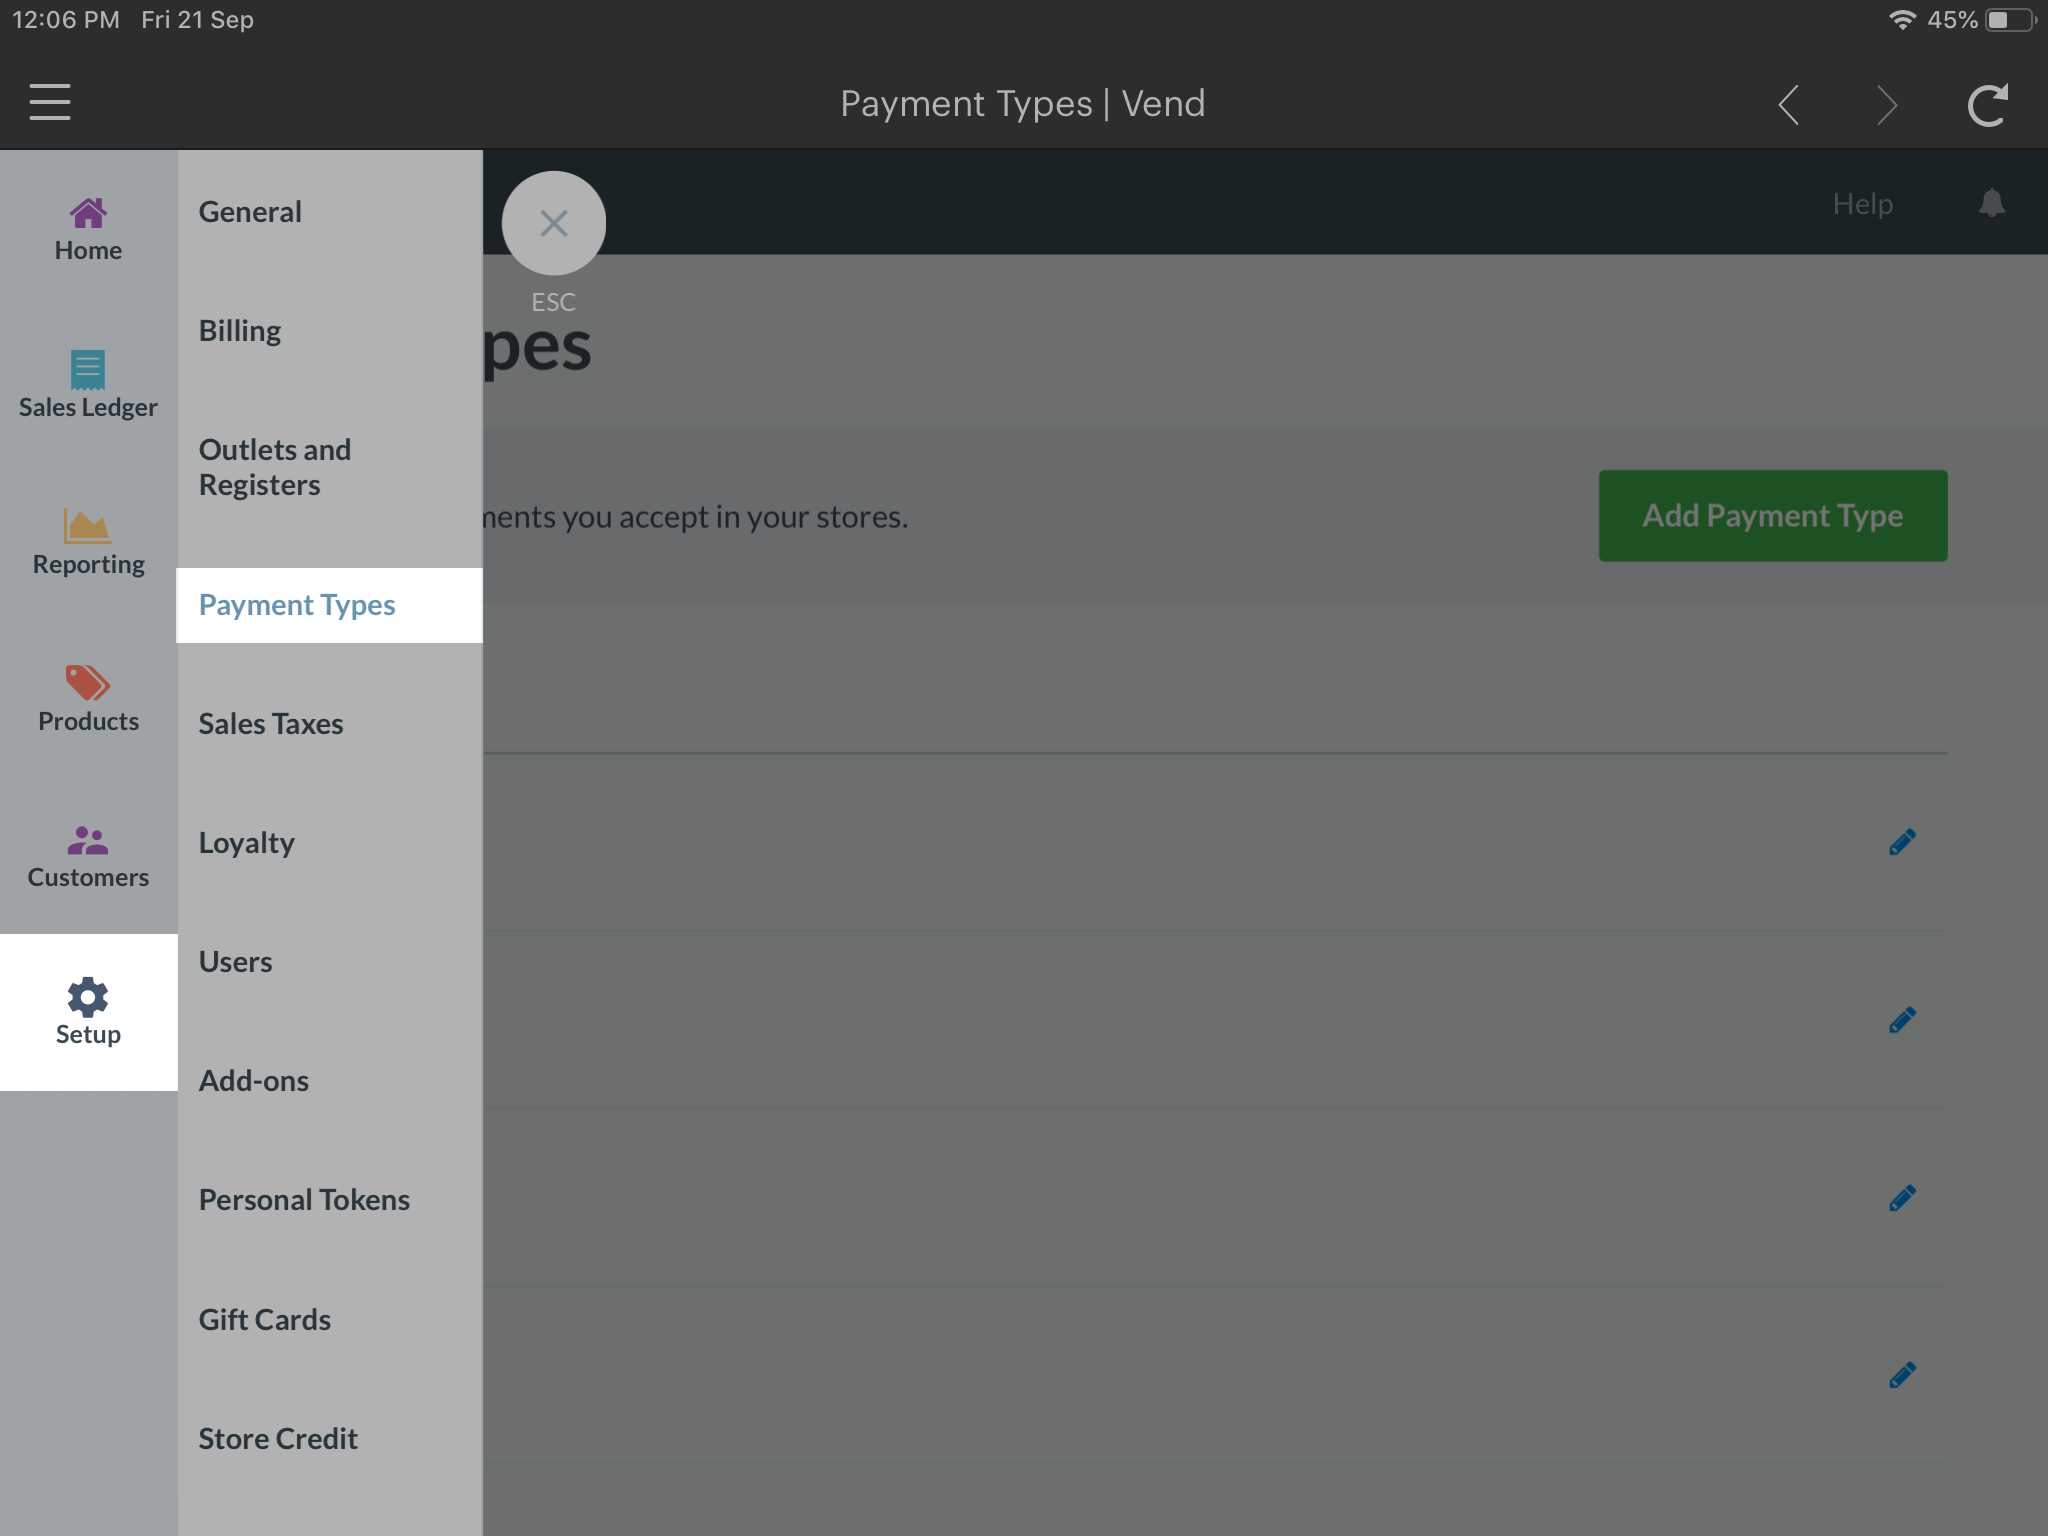 12:06 PM Fri 21 Sep 45%
Payment Types | Vend
Home
Sales Ledger
Reporting
Products
Customers
Setup
General
Billing
Outlets and
Registers
Payment Types
Sales Taxes
Loyalty
Users
Add-ons
Personal Tokens
Gift Cards
Store Credit
ESC
Help
pes
ments you accept in your stores.
Add Payment Type